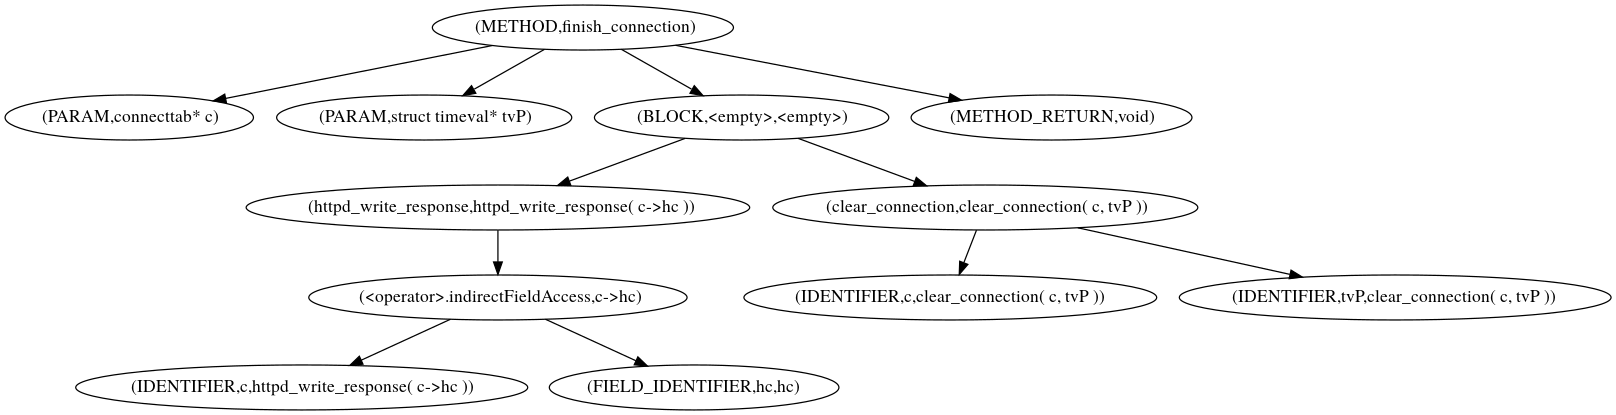 (METHOD,finish_connection)
(PARAM,connecttab* c)
(PARAM,struct timeval* tvP)
(BLOCK,<empty>,<empty>)
(METHOD_RETURN,void)
(httpd_write_response,httpd_write_response( c->hc ))
(clear_connection,clear_connection( c, tvP ))
(<operator>.indirectFieldAccess,c->hc)
(IDENTIFIER,c,clear_connection( c, tvP ))
(IDENTIFIER,tvP,clear_connection( c, tvP ))
(IDENTIFIER,c,httpd_write_response( c->hc ))
(FIELD_IDENTIFIER,hc,hc)